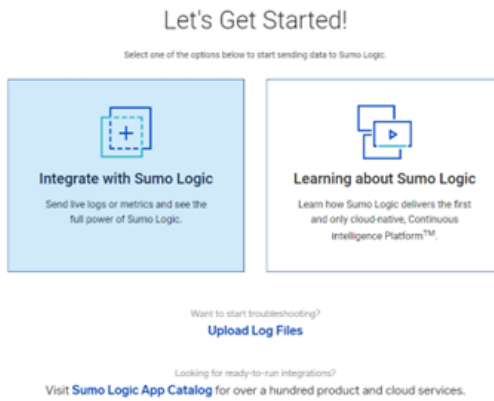 Let's Get Started!
Select one of the options below to start sending data to Sumo Logic.
Integrate with Sumo Logic
Send live logs or metrics and see the
full power of Sumo Logic.
Learning about Sumo Logic
Learn how Sumo Logic delivers the first
and only cloud-native, Continuous
intelligence Platform™.
Want to start troubleshooting?
Upload Log Files
Looking for ready-to-run integrations?
Visit Sumo Logic App Catalog for over a hundred product and cloud services.